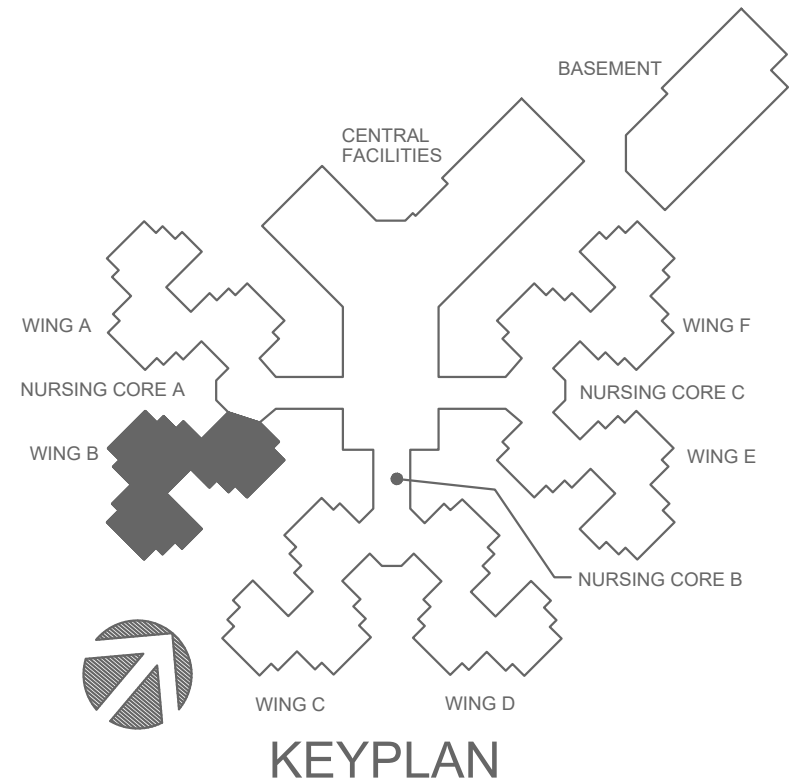 BASEMENT
CENTRAL
FACILITIES
WING A
WING F
NURSING CORE A
NURSING CORE C
WING B
WING E
NURSING CORE B
WING C
WING D
KEYPLAN